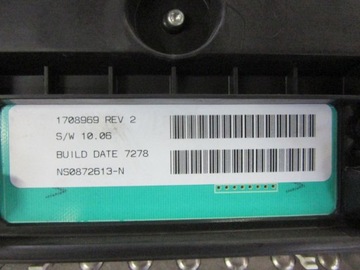 1708969 REV 2
S/W 10.06
BUILD DATE 7278
NS0872613-N